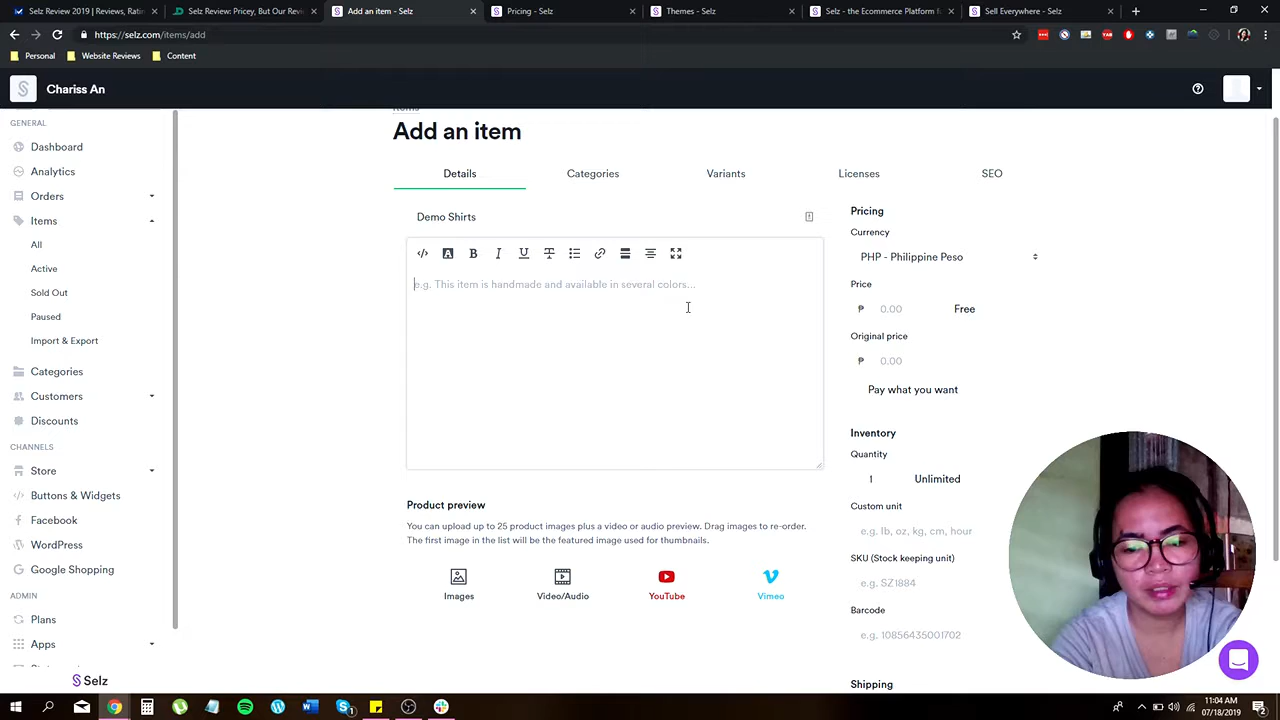 Selz Review 2019 | Reviews, Ratin
Selz Review: Pricey, But Our Revi
Add an item - Selz
Pricing - Selz
Themes - Selz
Selz - the Ecommerce Platform f
Sell Everywhere - Selz
https://selz.com/items/add
Personal
Website Reviews
Content
Chariss An
Items
Add an item
GENERAL
Dashboard
Analytics
Orders
Items
All
Active
Sold Out
Paused
Import & Export
Categories
Customers
Discounts
CHANNELS
Store
Buttons & Widgets
Facebook
WordPress
Google Shopping
ADMIN
Plans
Apps
Selz
Details
Categories
Variants
Licenses
SEO
Demo Shirts
e.g. This item is handmade and available in several colors...
Product preview
You can upload up to 25 product images plus a video or audio preview. Drag images to re-order.
The first image in the list will be the featured image used for thumbnails.
Images
Video/Audio
YouTube
Vimeo
Pricing
Currency
PHP - Philippine Peso
Price
₱ 0.00 Free
Original price
₱ 0.00
Pay what you want
Inventory
Quantity
1 Unlimited
Custom unit
e.g. lb, oz, kg, cm, hour
SKU (Stock keeping unit)
e.g. SZ1884
Barcode
e.g. 10856435001702
Shipping
11:04 AM
07/18/2019